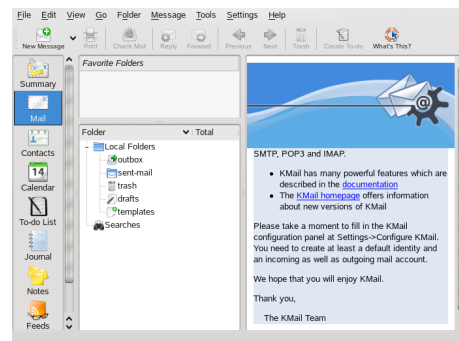 File Edit View Go Folder Message Tools Settings Help
New Message Print Check Mail Reply Forward Previous Next Trash Create To-do What's This?
Summary
Mail
Contacts
14
Calendar
To-do List
Journal
Notes
Feeds
Favorite Folders
Folder Total
Local Folders
outbox
sent-mail
trash
drafts
templates
Searches
@
SMTP, POP3 and IMAP.
• KMail has many powerful features which are
described in the documentation
• The KMail homepage offers information
about new versions of KMail
Please take a moment to fill in the KMail
configuration panel at Settings->Configure KMail.
You need to create at least a default identity and
an incoming as well as outgoing mail account.
We hope that you will enjoy KMail.
Thank you,
The KMail Team